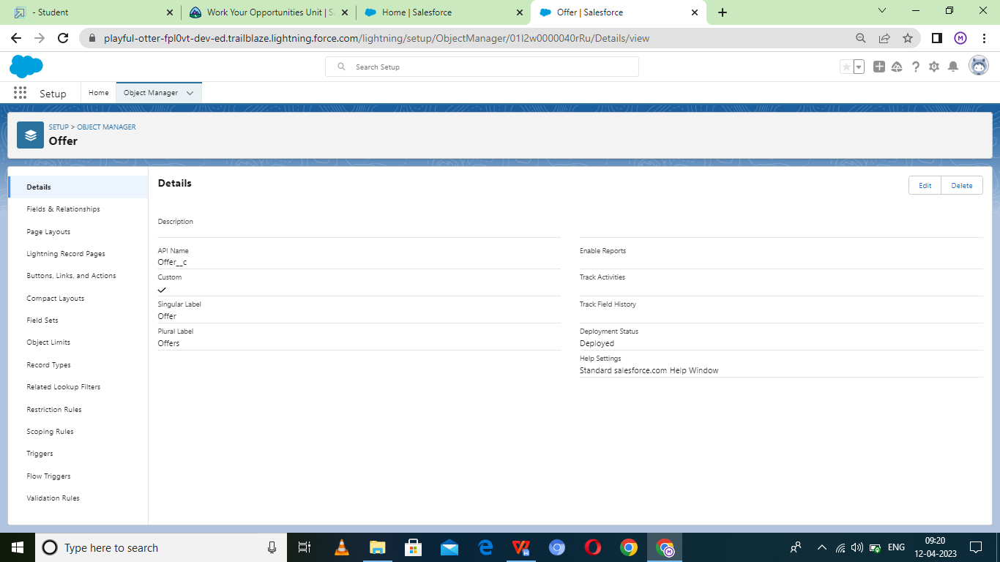 - Student
Work Your Opportunities Unit | S
Home | Salesforce
Offer | Salesforce
playful-otter-fpl0vt-dev-ed.trailblaze.lightning.force.com/lightning/setup/ObjectManager/01I2w0000040rRu/Details/view
M
Search Setup
Setup
Home
Object Manager
SETUP > OBJECT MANAGER
Offer
Details
Fields & Relationships
Page Layouts
Lightning Record Pages
Buttons, Links, and Actions
Compact Layouts
Field Sets
Object Limits
Record Types
Related Lookup Filters
Restriction Rules
Scoping Rules
Triggers
Flow Triggers
Validation Rules
Details
Edit
Delete
Description
API Name
Offer__c
Custom
Singular Label
Offer
Plural Label
Offers
Enable Reports
Track Activities
Track Field History
Deployment Status
Deployed
Help Settings
Standard salesforce.com Help Window
Type here to search
ENG
09:20
12-04-2023